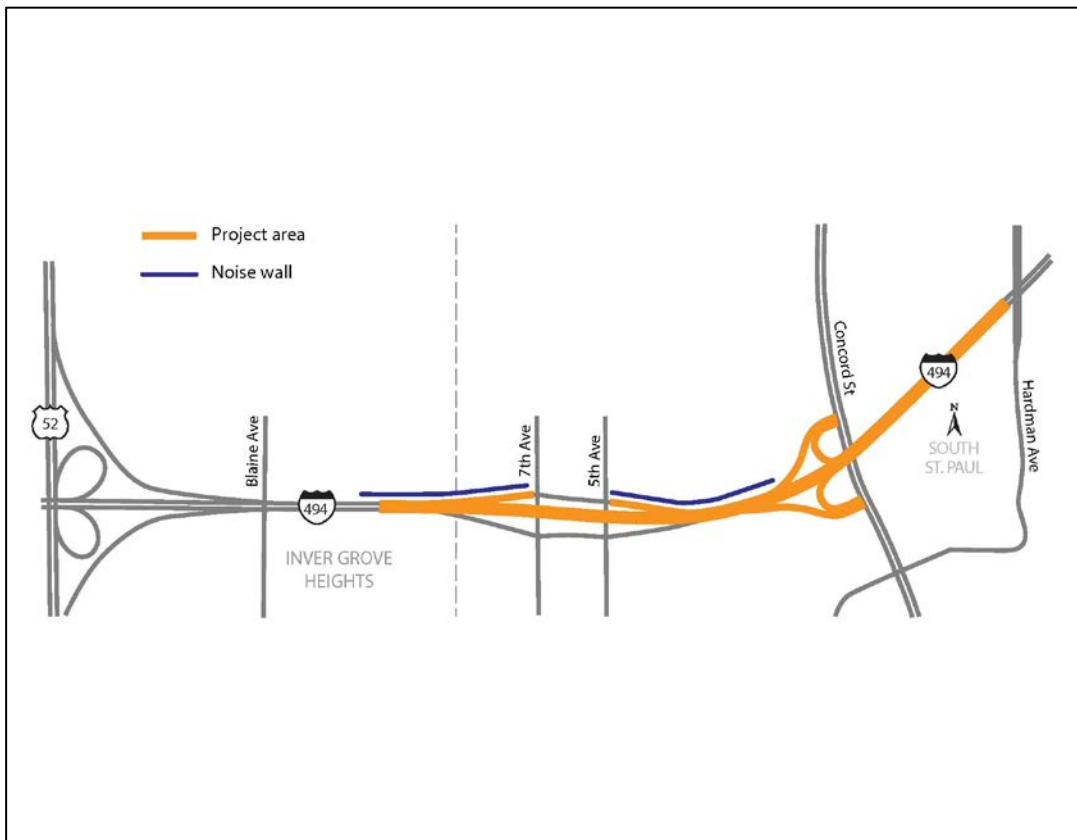 Project area
Noise wall
52
Blaine Ave
494
INVER GROVE
HEIGHTS
7th Ave
5th Ave
Concord St
494
N
SOUTH
ST. PAUL
Hardman Ave